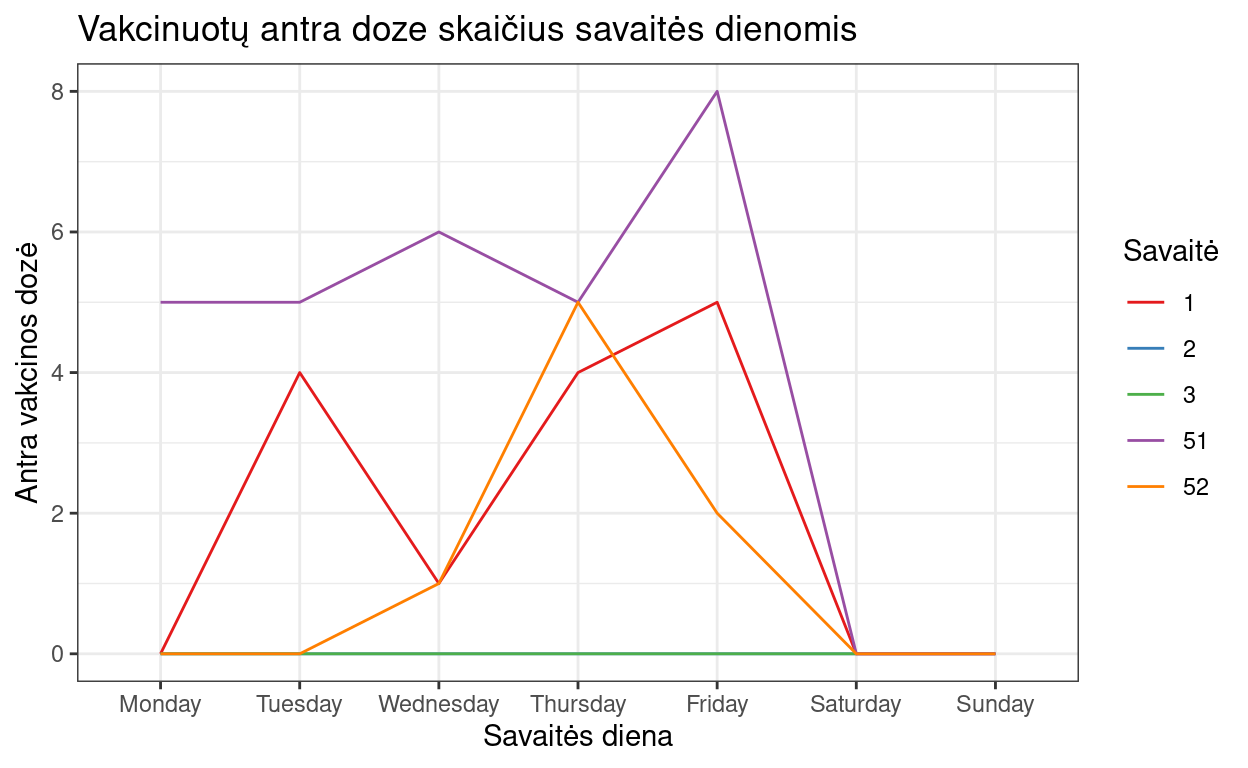 Vakcinuotų antra doze skaičius savaitės dienomis
Antra vakcinos dozė
8
6
4
2
0
Monday Tuesday Wednesday Thursday Friday Saturday Sunday
Savaitės diena
Savaitė
1
2
3
51
52